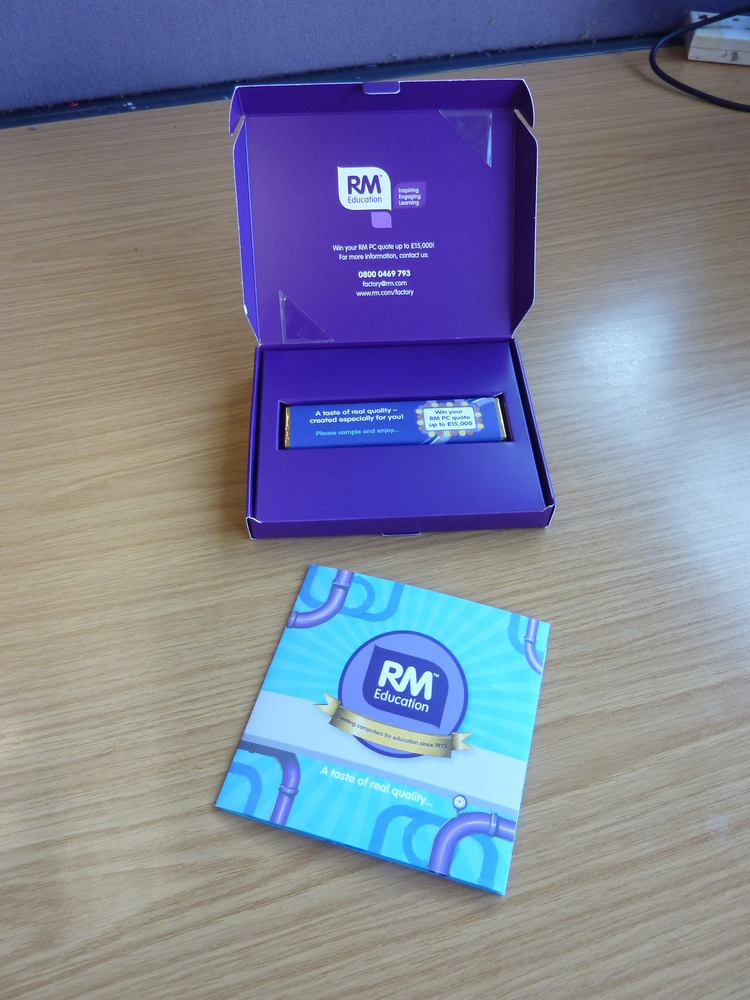 RM™
Education
Inspiring
Engaging
Learning
Win your RM PC quote up to £15,000!
For more information, contact us:
0800 0469 793
factory@rm.com
www.rm.com/factory
A taste of real quality –
created especially for you!
Please sample and enjoy...
Win your
RM PC quote
up to £15,000
RM™
Education
Creating computers for education since 1973
A taste of real quality...